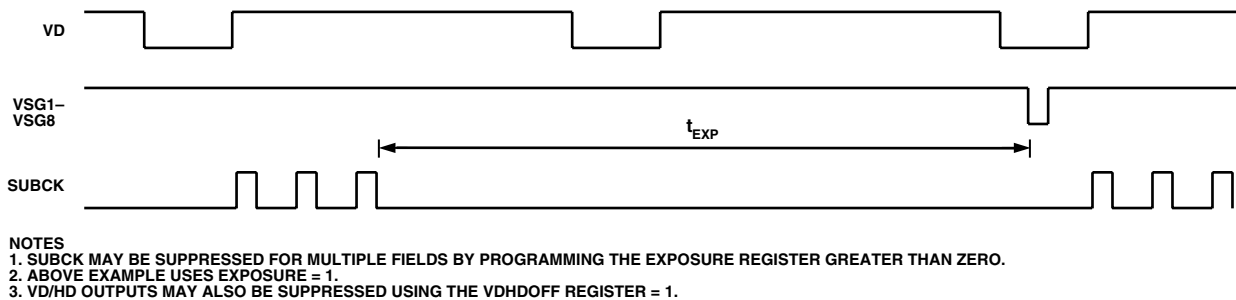 VD
VSG1–
VSG8
tEXP
SUBCK
NOTES
1. SUBCK MAY BE SUPPRESSED FOR MULTIPLE FIELDS BY PROGRAMMING THE EXPOSURE REGISTER GREATER THAN ZERO.
2. ABOVE EXAMPLE USES EXPOSURE = 1.
3. VD/HD OUTPUTS MAY ALSO BE SUPPRESSED USING THE VDHDOFF REGISTER = 1.